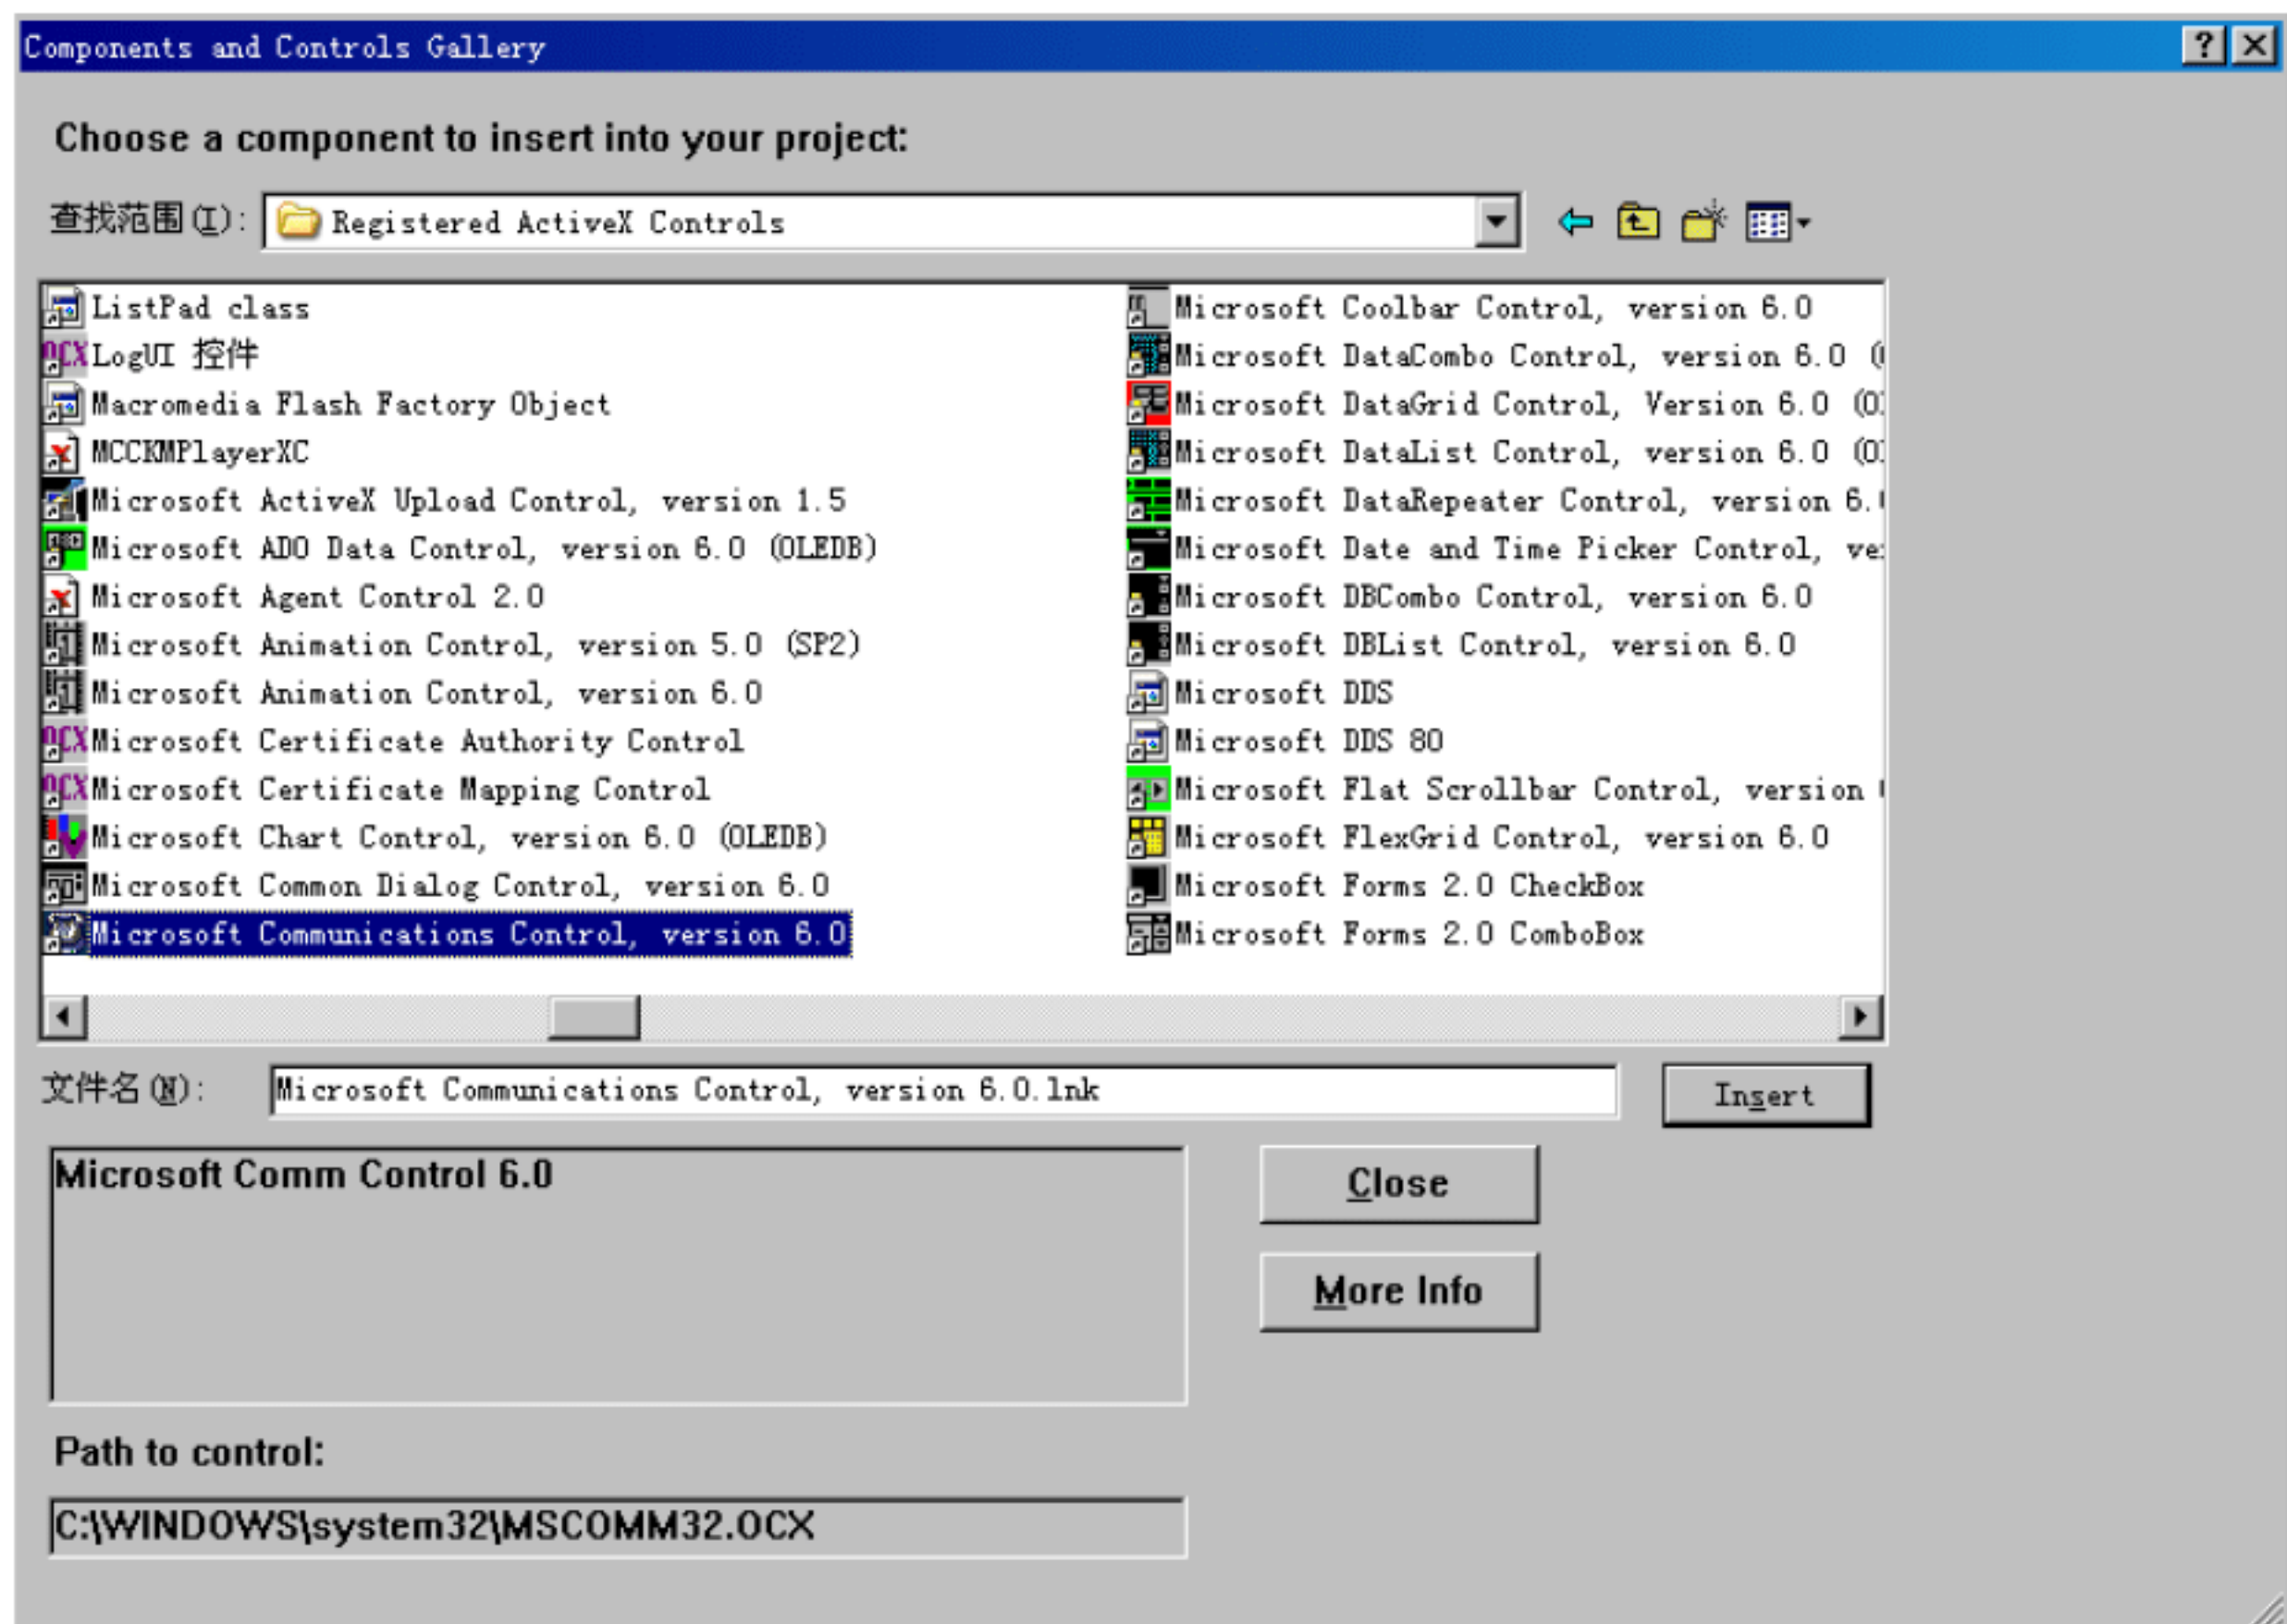 Components and Controls Gallery
Choose a component to insert into your project:
查找范围(I): Registered ActiveX Controls
ListPad class
LogUI 控件
Macromedia Flash Factory Object
MCCKMPlayerXC
Microsoft ActiveX Upload Control, version 1.5
Microsoft ADO Data Control, version 6.0 (OLEDB)
Microsoft Agent Control 2.0
Microsoft Animation Control, version 5.0 (SP2)
Microsoft Animation Control, version 6.0
Microsoft Certificate Authority Control
Microsoft Certificate Mapping Control
Microsoft Chart Control, version 6.0 (OLEDB)
Microsoft Common Dialog Control, version 6.0
Microsoft Communications Control, version 6.0
Microsoft Coolbar Control, version 6.0
Microsoft DataCombo Control, version 6.0 (
Microsoft DataGrid Control, Version 6.0 (O
Microsoft DataList Control, version 6.0 (O
Microsoft DataRepeater Control, version 6.
Microsoft Date and Time Picker Control, ve
Microsoft DBCombo Control, version 6.0
Microsoft DBList Control, version 6.0
Microsoft DDS
Microsoft DDS 80
Microsoft Flat Scrollbar Control, version
Microsoft FlexGrid Control, version 6.0
Microsoft Forms 2.0 CheckBox
Microsoft Forms 2.0 ComboBox
文件名(N): Microsoft Communications Control, version 6.0.lnk
Insert
Microsoft Comm Control 6.0
Close
More Info
Path to control:
C:\WINDOWS\system32\MSCOMM32.OCX